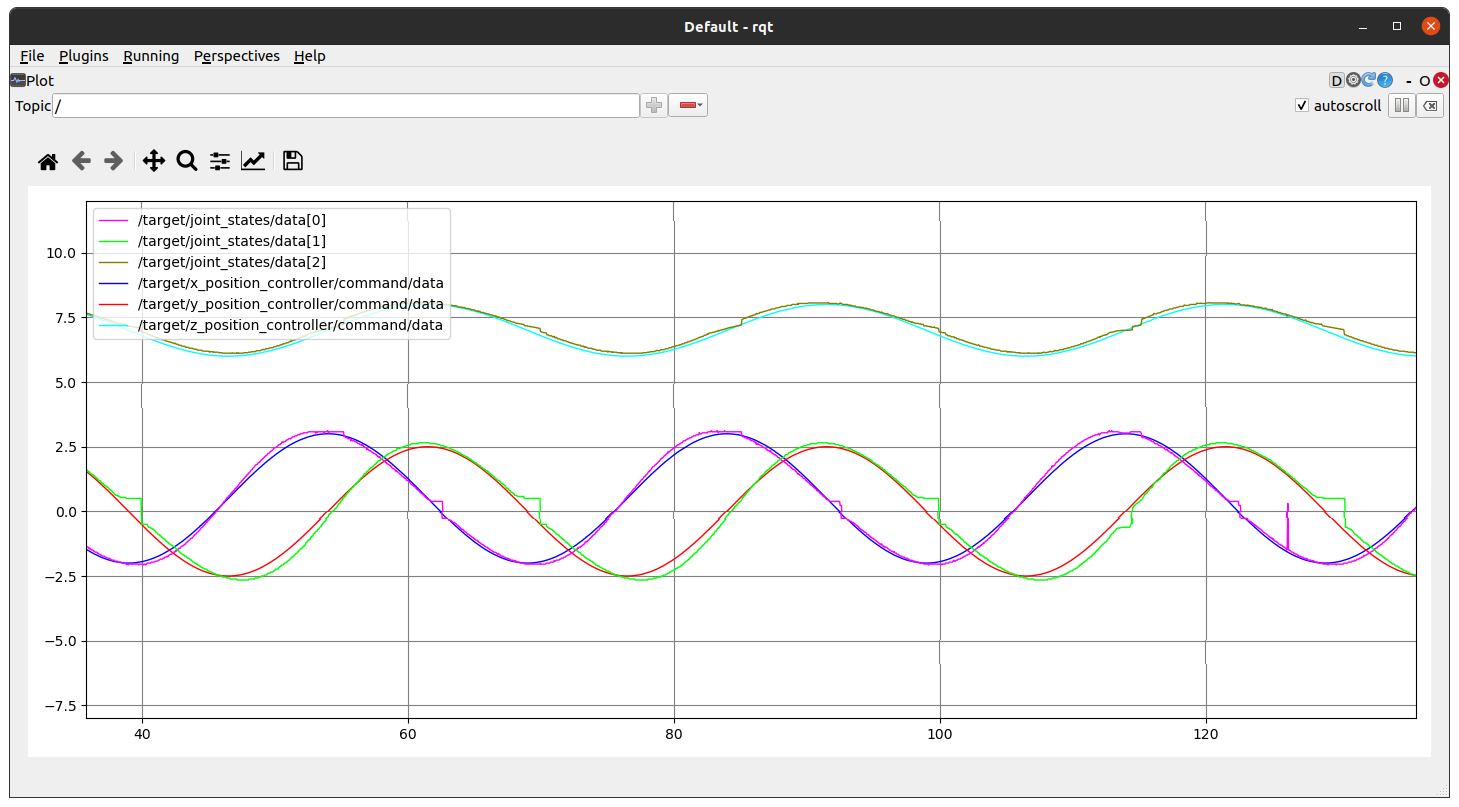 Default - rqt
File Plugins Running Perspectives Help
Plot D ? - O
Topic / autoscroll
/target/joint_states/data[0]
/target/joint_states/data[1]
/target/joint_states/data[2]
/target/x_position_controller/command/data
/target/y_position_controller/command/data
/target/z_position_controller/command/data
10.0
7.5
5.0
2.5
0.0
−2.5
−5.0
−7.5
40 60 80 100 120